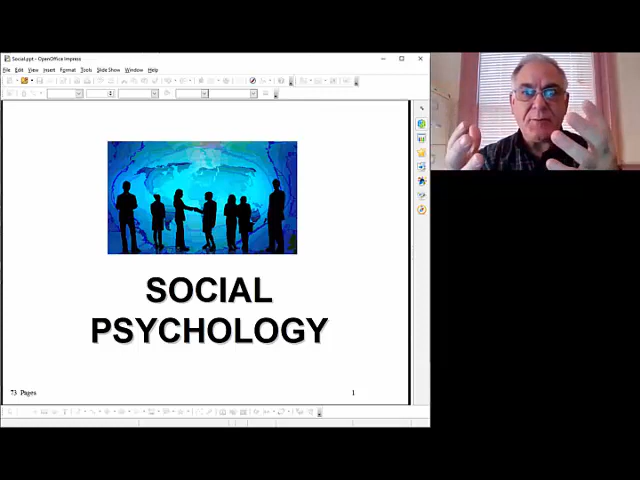 Social.ppt - OpenOffice Impress
File Edit View Insert Format Tools Slide Show Window Help
SOCIAL
PSYCHOLOGY
73 Pages 1